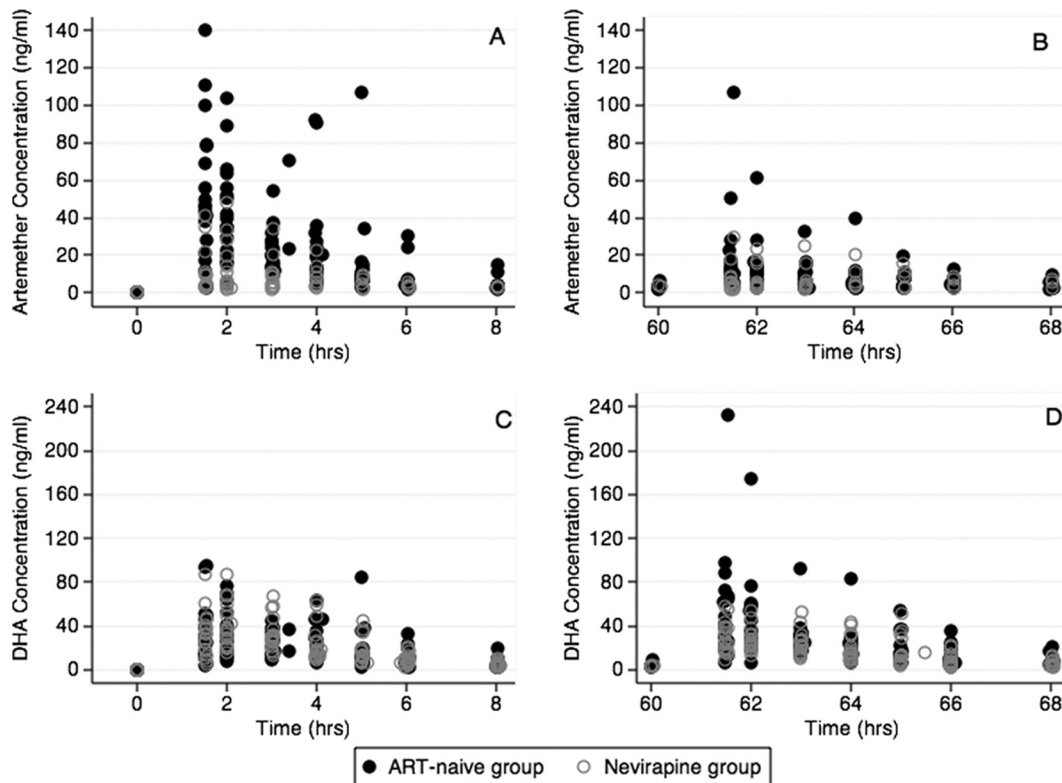 A
Artemether Concentration (ng/ml)
140
120
100
80
60
40
20
0
0 2 4 6 8
Time (hrs)
B
Artemether Concentration (ng/ml)
140
120
100
80
60
40
20
0
60 62 64 66 68
Time (hrs)
C
DHA Concentration (ng/ml)
240
200
160
120
80
40
0
0 2 4 6 8
Time (hrs)
D
DHA Concentration (ng/ml)
240
200
160
120
80
40
0
60 62 64 66 68
Time (hrs)
ART-naive group Nevirapine group